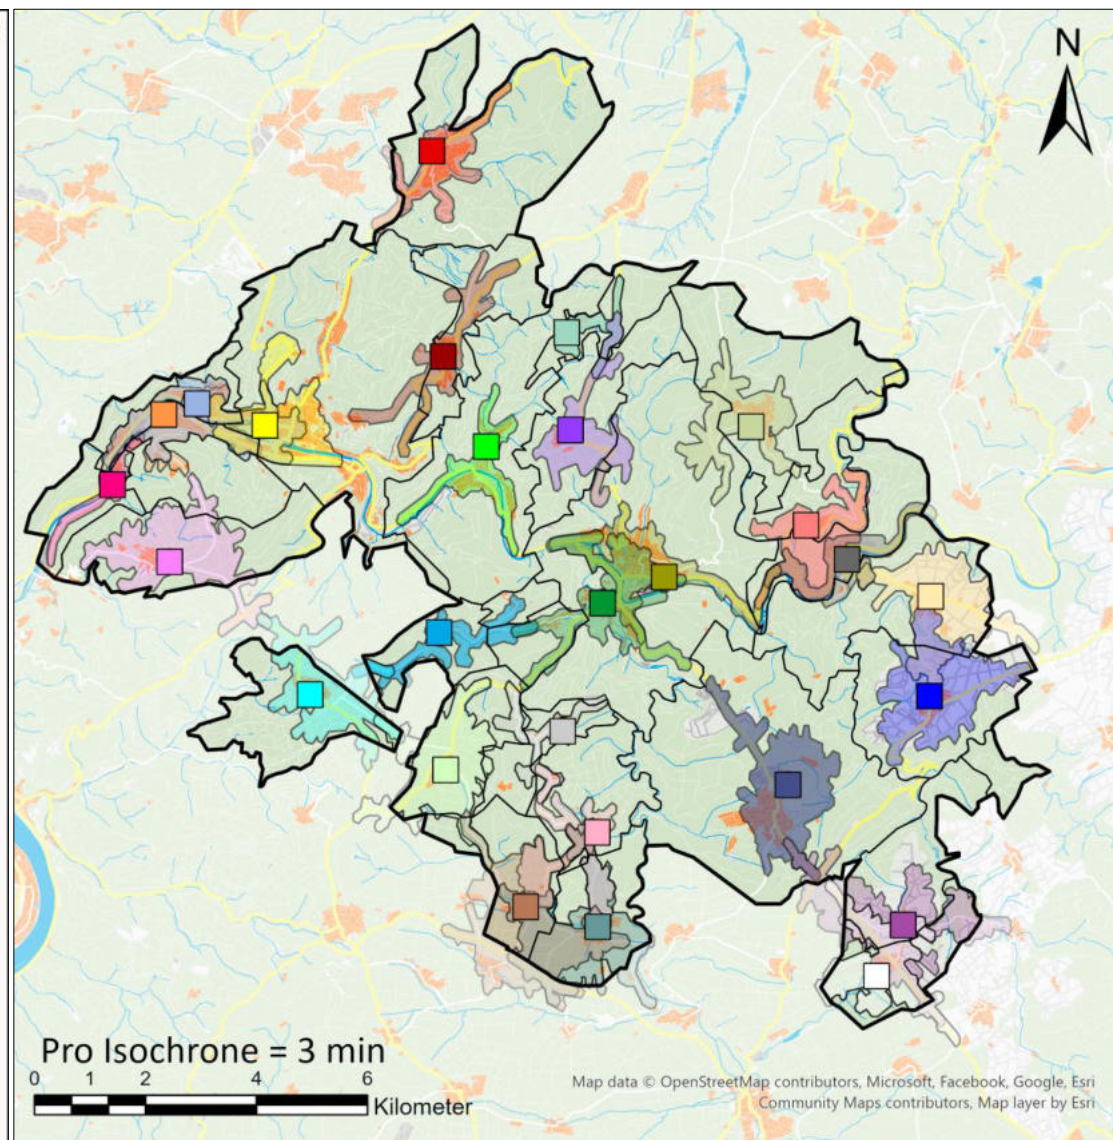 N
Pro Isochrone = 3 min
0 1 2 4 6
Kilometer
Map data © OpenStreetMap contributors, Microsoft, Facebook, Google, Esri
Community Maps contributors, Map layer by Esri